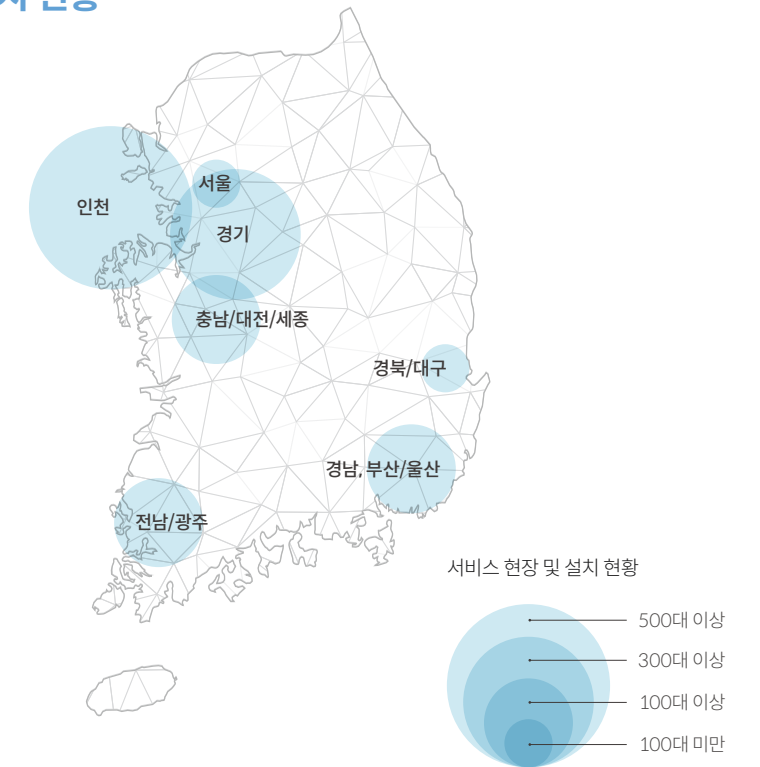 현황
서울
인천
경기
충남/대전/세종
경북/대구
경남, 부산/울산
전남/광주
서비스 현장 및 설치 현황
500대 이상
300대 이상
100대 이상
100대 미만